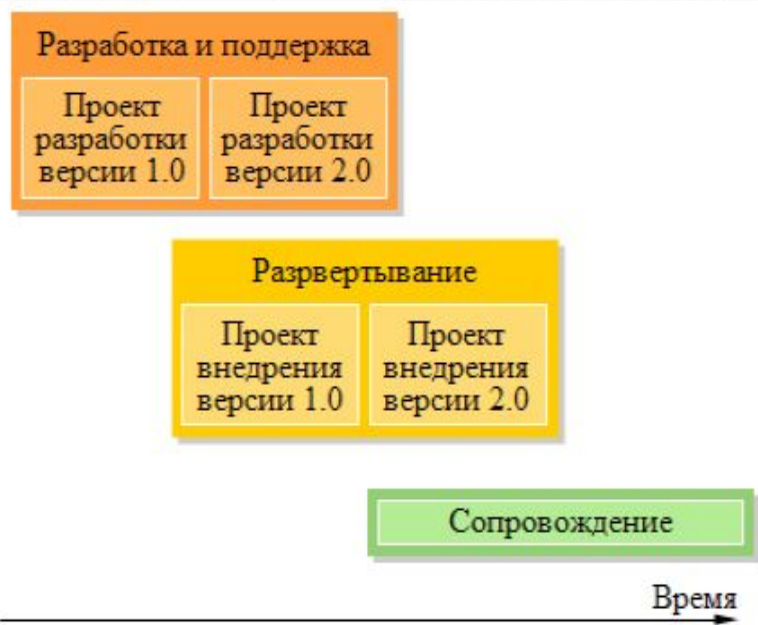 Разработка и поддержка
Проект
разработки
версии 1.0
Проект
разработки
версии 2.0
Разрвертывание
Проект
внедрения
версии 1.0
Проект
внедрения
версии 2.0
Сопровождение
Время